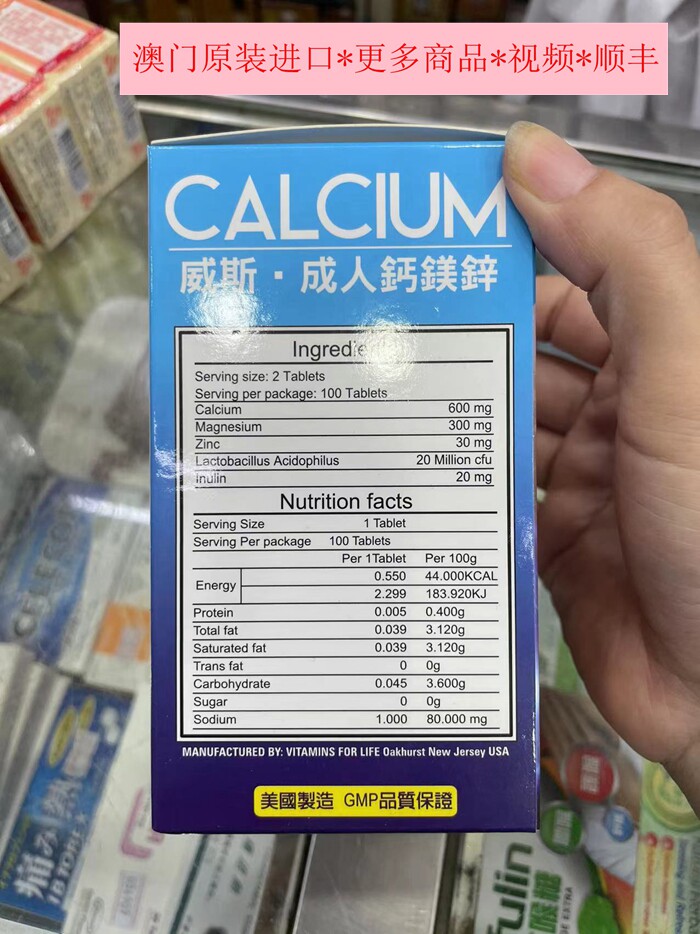 澳门原装进口*更多商品*视频*顺丰
CALCIUM
威斯·成人鈣鎂鋅
Serving size: 2 Tablets
Serving per package: 100 Tablets
Calcium 600 mg
Magnesium 300 mg
Zinc 30 mg
Lactobacillus Acidophilus 20 Million cfu
Inulin 20 mg
Nutrition facts
Serving Size 1 Tablet
Serving Per package 100 Tablets
Per 1Tablet Per 100g
Energy 0.550 44.000KCAL
2.299 183.920KJ
Protein 0.005 0.400g
Total fat 0.039 3.120g
Saturated fat 0.039 3.120g
Trans fat 0 0g
Carbohydrate 0.045 3.600g
Sugar 0 0g
Sodium 1.000 80.000 mg
MANUFACTURED BY: VITAMINS FOR LIFE Oakhurst New Jersey USA
美國製造 GMP品質保證